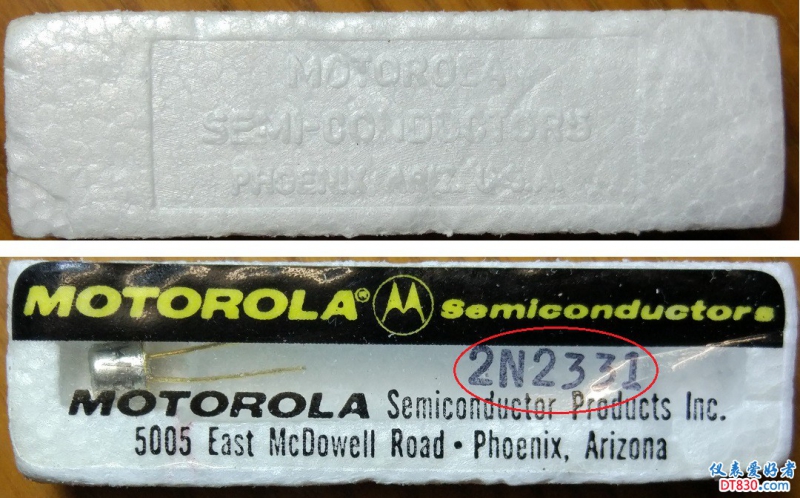 MOTOROLA
SEMI-CONDUCTORS
PHOENIX ARIZ. U.S.A.
MOTOROLA® M Semiconductors
2N2331
MOTOROLA Semiconductor Products Inc.
5005 East McDowell Road • Phoenix, Arizona
仪表爱好者
DT830.com